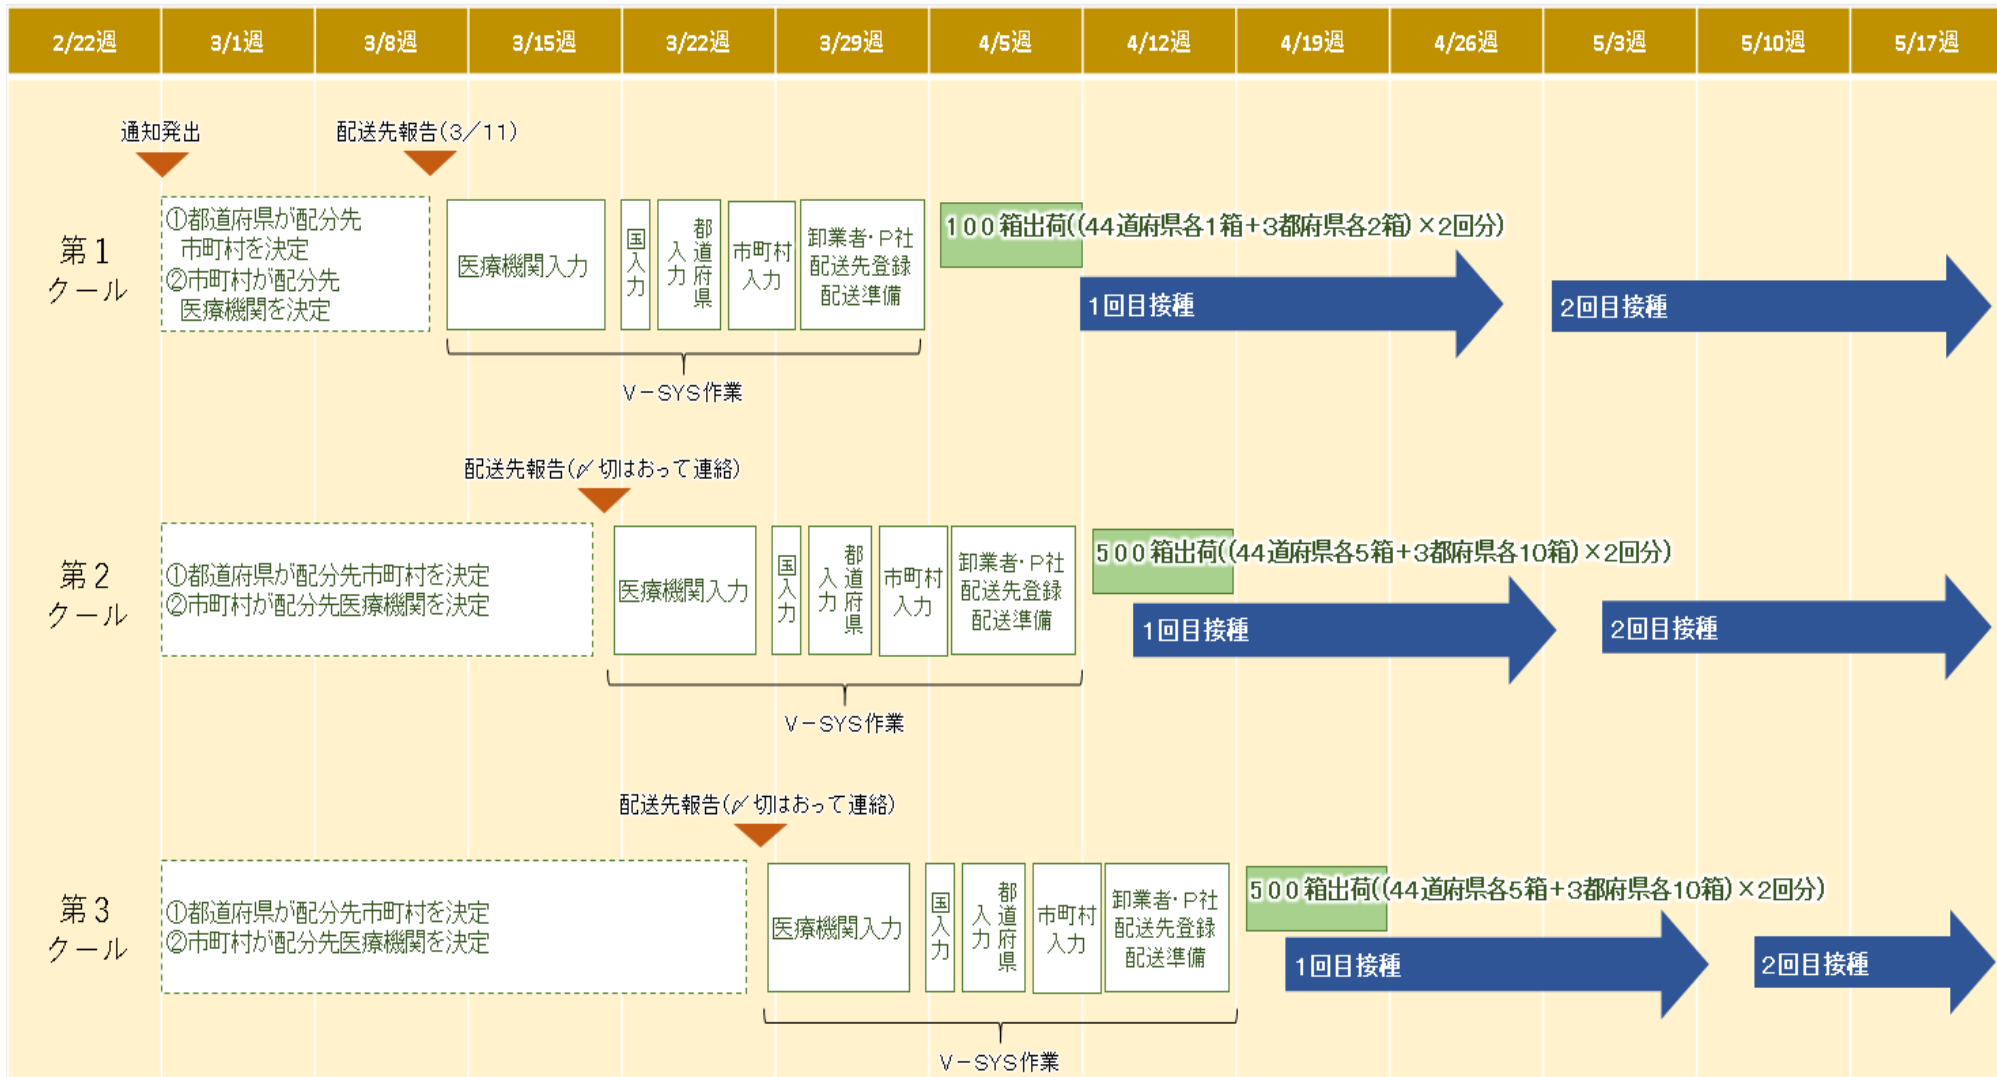 2/22週
3/1週
3/8週
3/15週
3/22週
3/29週
4/5週
4/12週
4/19週
4/26週
5/3週
5/10週
5/17週
通知発出
配送先報告(3／11)
第１
クール
①都道府県が配分先
市町村を決定
②市町村が配分先
医療機関を決定
医療機関入力
国入力
都道府県
入力
市町村
入力
卸業者・P社
配送先登録
配送準備
V－SYS作業
１００箱出荷((44道府県各1箱+3都府県各2箱)×2回分)
1回目接種
2回目接種
配送先報告(〆切はおって連絡)
第２
クール
①都道府県が配分先市町村を決定
②市町村が配分先医療機関を決定
医療機関入力
国入力
都道府県
入力
市町村
入力
卸業者・P社
配送先登録
配送準備
V－SYS作業
５００箱出荷((44道府県各5箱+3都府県各10箱)×2回分)
1回目接種
2回目接種
配送先報告(〆切はおって連絡)
第３
クール
①都道府県が配分先市町村を決定
②市町村が配分先医療機関を決定
医療機関入力
国入力
都道府県
入力
市町村
入力
卸業者・P社
配送先登録
配送準備
V－SYS作業
５００箱出荷((44道府県各5箱+3都府県各10箱)×2回分)
1回目接種
2回目接種